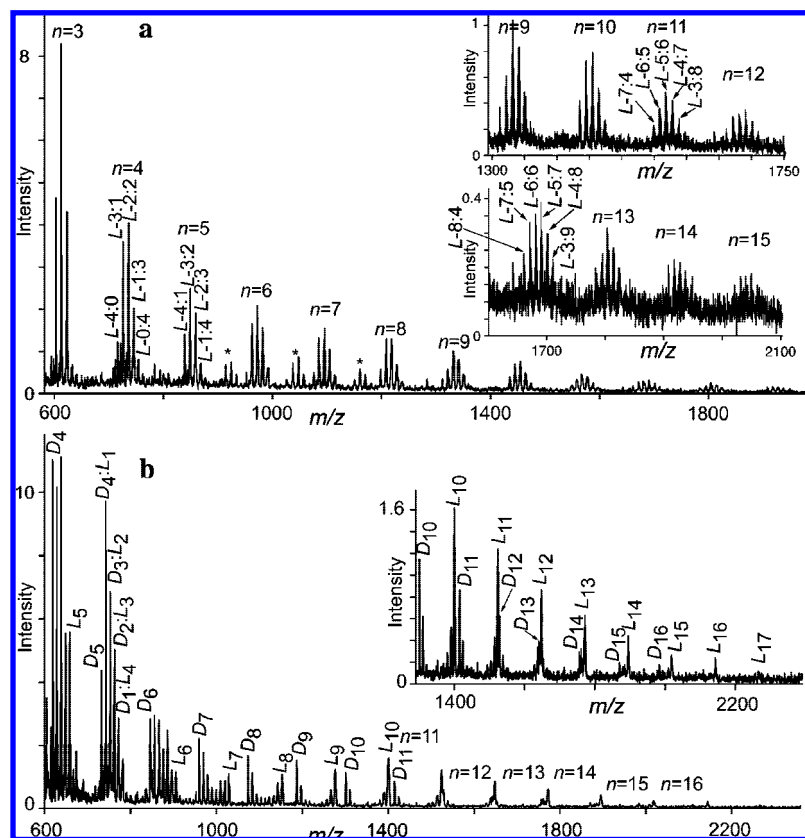 a
8
0
Intensity
n=3
n=4
L-4:0
L-3:1
L-2:2
L-1:3
L-0:4
n=5
L-4:1
L-3:2
L-2:3
L-1:4
n=6
n=7
n=8
n=9
*
*
*
600
1000
1400
1800
m/z
1
0
Intensity
n=9
n=10
n=11
n=12
L-7:4
L-6:5
L-5:6
L-4:7
L-3:8
1300
1750
m/z
0.4
0
Intensity
L-8:4
L-7:5
L-6:6
L-5:7
L-4:8
L-3:9
n=13
n=14
n=15
1700
2100
m/z
b
10
0
Intensity
D4
L5
D5
D4:L1
D3:L2
D2:L3
D1:L4
D6
L6
D7
L7
D8
L8
D9
L9
D10
L10
D11
n=11
n=12
n=13
n=14
n=15
n=16
600
1000
1400
1800
2200
m/z
1.6
0
Intensity
D10
L10
D11
L11
D12
L12
D13
L13
D14
L14
D15
L15
D16
L16
L17
1400
2200
m/z